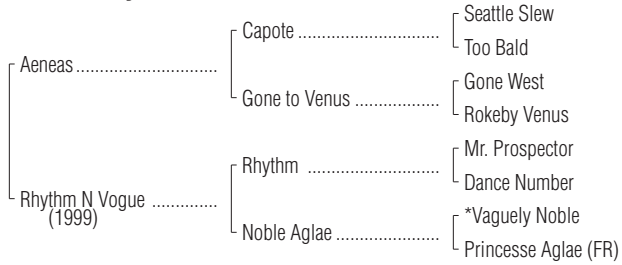 Seattle Slew
Capote ............................
Too Bald
Aeneas ............................
Gone West
Gone to Venus .................
Rokeby Venus
Mr. Prospector
Rhythm ..........................
Dance Number
Rhythm N Vogue .............
(1999)
*Vaguely Noble
Noble Aglae .....................
Princesse Aglae (FR)